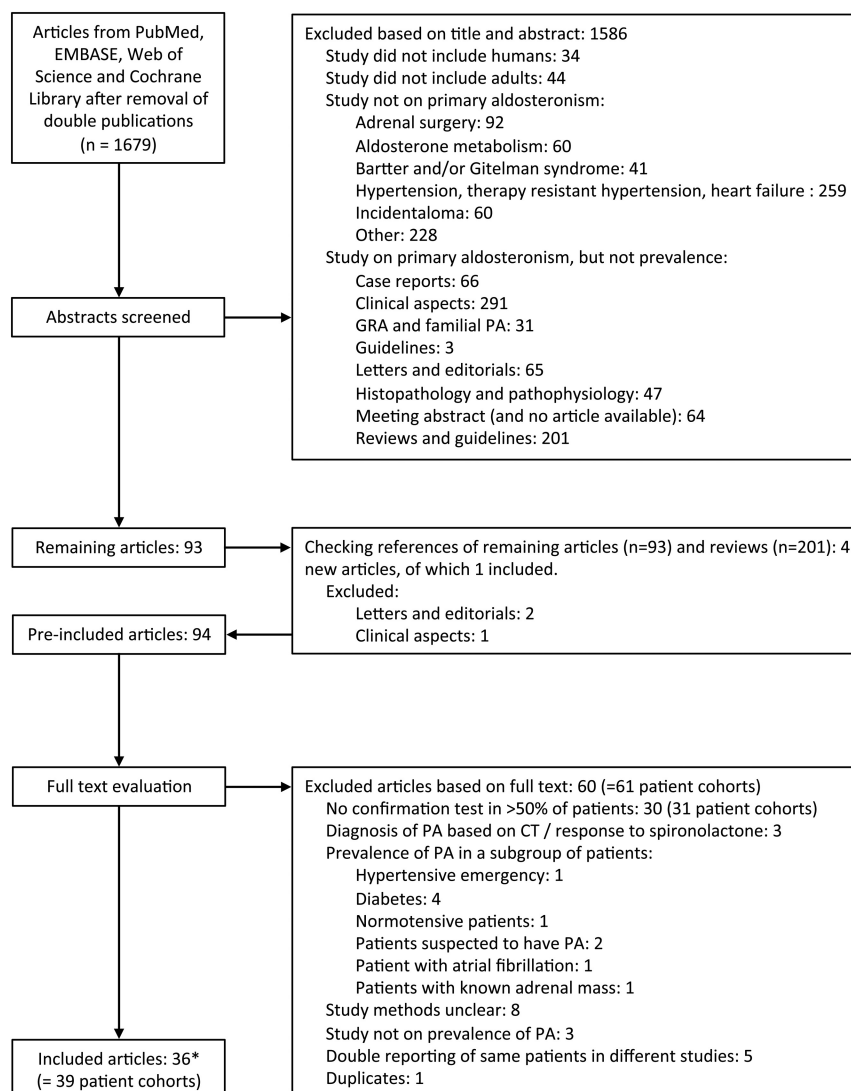 Articles from PubMed,
EMBASE, Web of
Science and Cochrane
Library after removal of
double publications
(n = 1679)
Excluded based on title and abstract: 1586
Study did not include humans: 34
Study did not include adults: 44
Study not on primary aldosteronism:
Adrenal surgery: 92
Aldosterone metabolism: 60
Bartter and/or Gitelman syndrome: 41
Hypertension, therapy resistant hypertension, heart failure : 259
Incidentaloma: 60
Other: 228
Study on primary aldosteronism, but not prevalence:
Case reports: 66
Clinical aspects: 291
GRA and familial PA: 31
Guidelines: 3
Letters and editorials: 65
Histopathology and pathophysiology: 47
Meeting abstract (and no article available): 64
Reviews and guidelines: 201
Abstracts screened
Remaining articles: 93
Checking references of remaining articles (n=93) and reviews (n=201): 4
new articles, of which 1 included.
Excluded:
Letters and editorials: 2
Clinical aspects: 1
Pre-included articles: 94
Full text evaluation
Excluded articles based on full text: 60 (=61 patient cohorts)
No confirmation test in >50% of patients: 30 (31 patient cohorts)
Diagnosis of PA based on CT / response to spironolactone: 3
Prevalence of PA in a subgroup of patients:
Hypertensive emergency: 1
Diabetes: 4
Normotensive patients: 1
Patients suspected to have PA: 2
Patient with atrial fibrillation: 1
Patients with known adrenal mass: 1
Study methods unclear: 8
Study not on prevalence of PA: 3
Double reporting of same patients in different studies: 5
Duplicates: 1
Included articles: 36*
(= 39 patient cohorts)